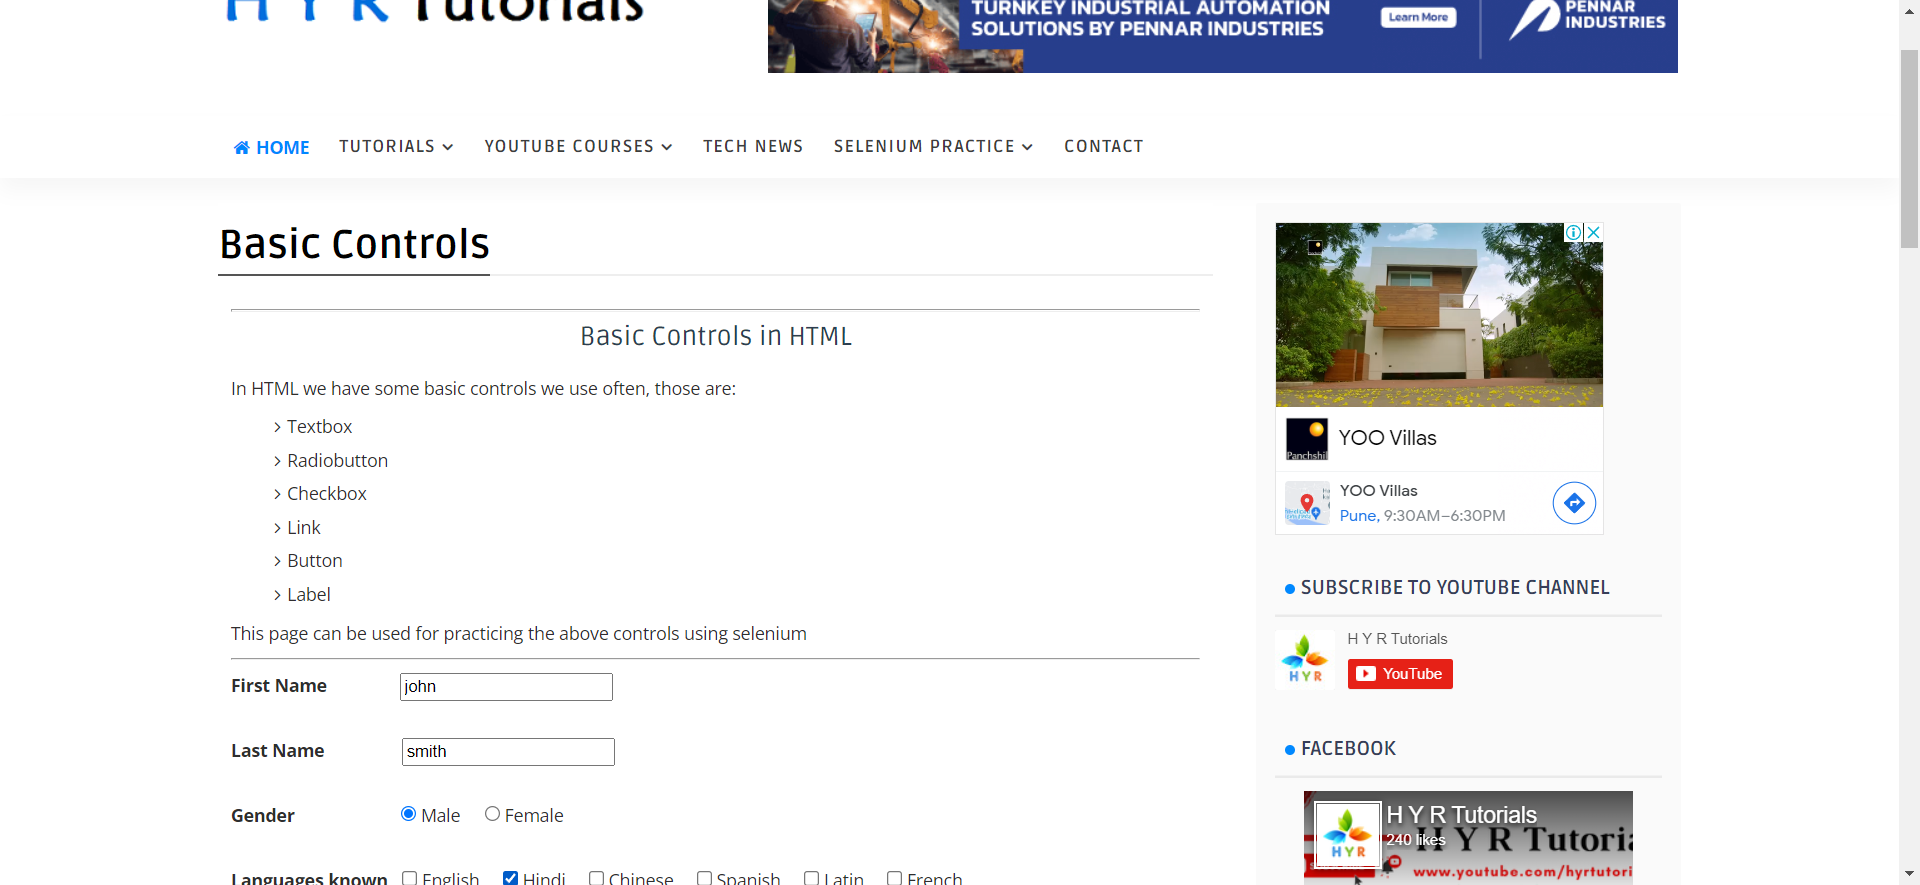 H Y R Tutorials
TURNKEY INDUSTRIAL AUTOMATION
SOLUTIONS BY PENNAR INDUSTRIES
Learn More
PENNAR
INDUSTRIES
HOME
TUTORIALS
YOUTUBE COURSES
TECH NEWS
SELENIUM PRACTICE
CONTACT
Basic Controls
Basic Controls in HTML
In HTML we have some basic controls we use often, those are:
Textbox
Radiobutton
Checkbox
Link
Button
Label
This page can be used for practicing the above controls using selenium
First Name john
Last Name smith
Gender Male Female
Languages known English Hindi Chinese Spanish Latin French
Panchshil
YOO Villas
YOO Villas
Pune, 9:30AM–6:30PM
SUBSCRIBE TO YOUTUBE CHANNEL
H Y R
H Y R Tutorials
YouTube
FACEBOOK
H Y R
H Y R Tutorials
240 likes
H Y R Tutoria
www.youtube.com/hyrtutori